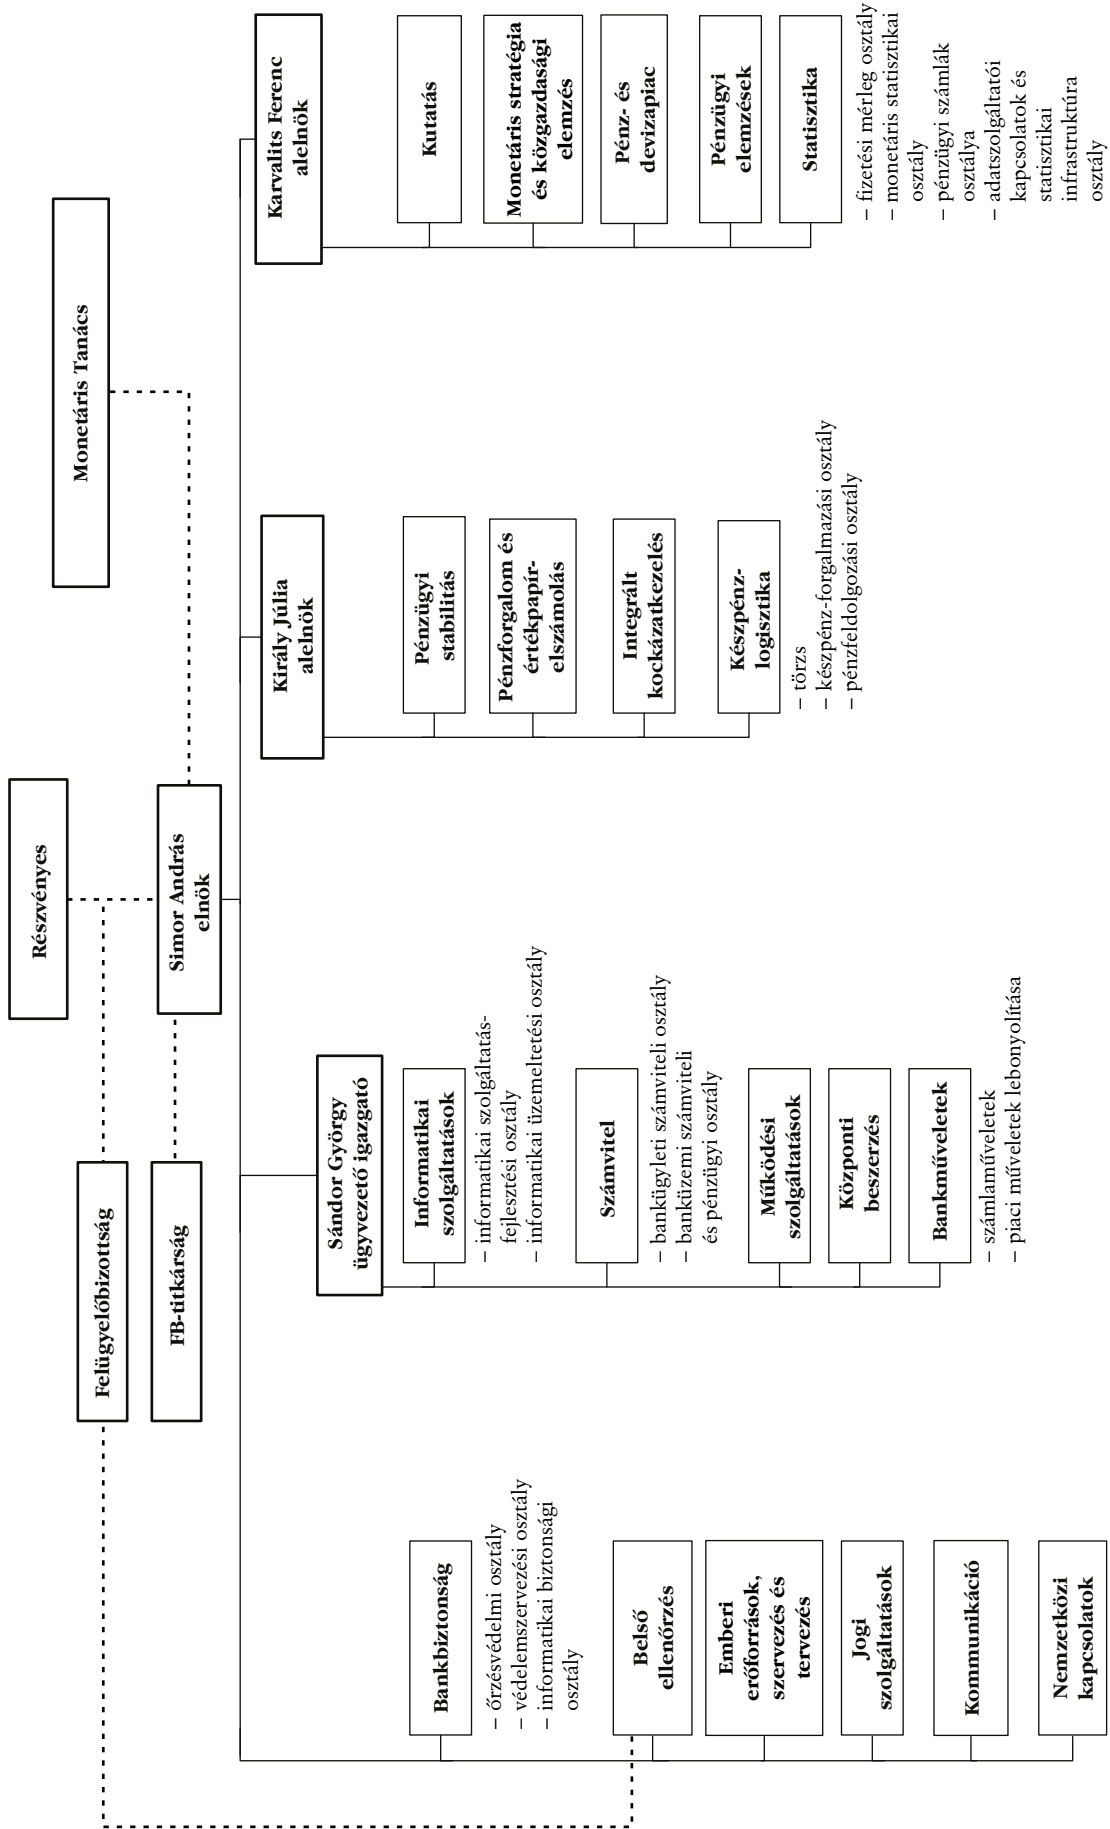 Részvényes
Monetáris Tanács
Felügyelőbizottság
FB-titkárság
Simor András
elnök
Sándor György
ügyvezető igazgató
Király Júlia
alelnök
Karvalits Ferenc
alelnök
Bankbiztonság
– őrzésvédelmi osztály
– védelemszervezési osztály
– informatikai biztonsági
osztály
Belső
ellenőrzés
Emberi
erőforrások,
szervezés és
tervezés
Jogi
szolgáltatások
Kommunikáció
Nemzetközi
kapcsolatok
Informatikai
szolgáltatások
– informatikai szolgáltatás-
fejlesztési osztály
– informatikai üzemeltetési osztály
Számvitel
– bankügyleti számviteli osztály
– banküzemi számviteli
és pénzügyi osztály
Működési
szolgáltatások
Központi
beszerzés
Bankműveletek
– számlaműveletek
– piaci műveletek lebonyolítása
Pénzügyi
stabilitás
Pénzforgalom és
értékpapír-
elszámolás
Integrált
kockázatkezelés
Készpénz-
logisztika
– törzs
– készpénz-forgalmazási osztály
– pénzfeldolgozási osztály
Kutatás
Monetáris stratégia
és közgazdasági
elemzés
Pénz- és
devizapiac
Pénzügyi
elemzések
Statisztika
– fizetési mérleg osztály
– monetáris statisztikai
osztály
– pénzügyi számlák
osztálya
– adatszolgáltatói
kapcsolatok és
statisztikai
infrastruktúra
osztály